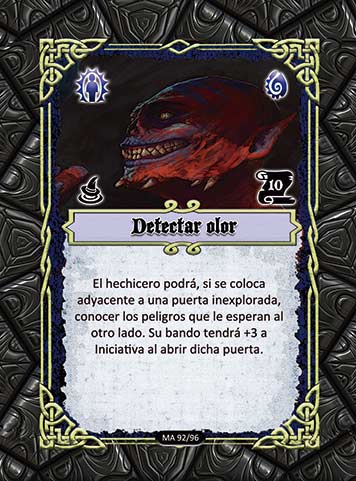 10
Detectar olor
El hechicero podrá, si se coloca
adyacente a una puerta inexplorada,
conocer los peligros que le esperan al
otro lado. Su bando tendrá +3 a
Iniciativa al abrir dicha puerta.
MA 92/96